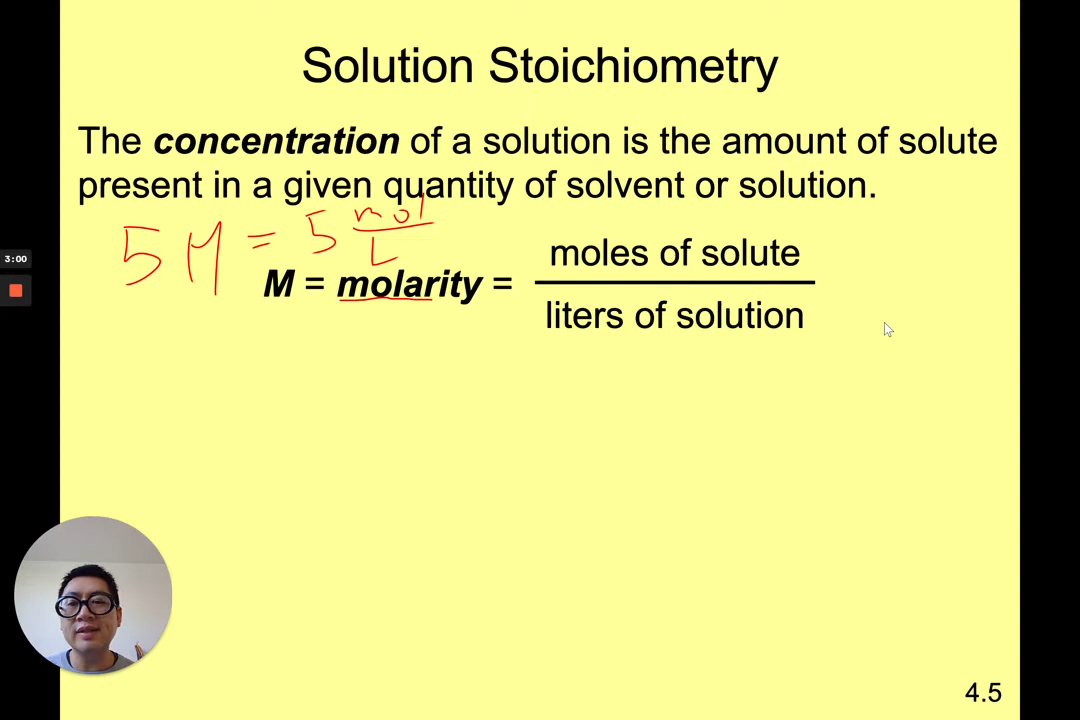 Solution Stoichiometry
The concentration of a solution is the amount of solute
present in a given quantity of solvent or solution.
5 M = 5 mol
L
M = molarity = moles of solute
liters of solution
3:00
4.5